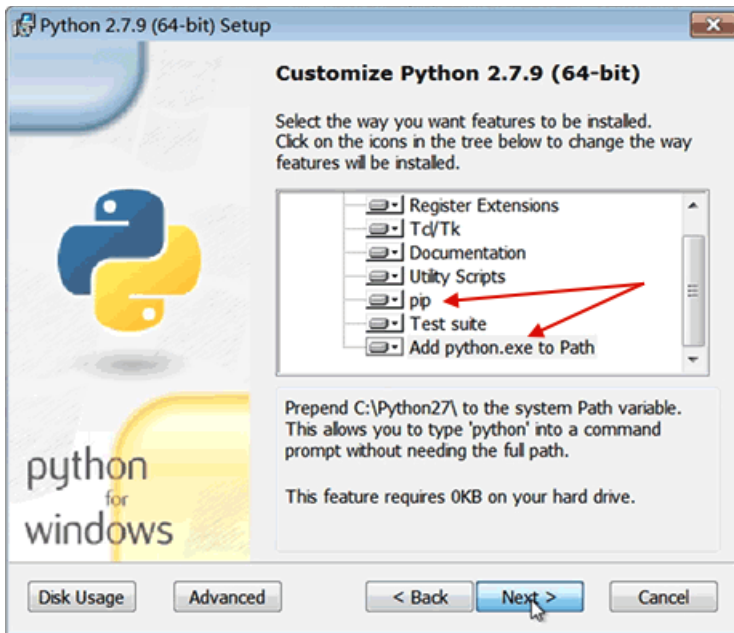 Python 2.7.9 (64-bit) Setup
Customize Python 2.7.9 (64-bit)
Select the way you want features to be installed.
Click on the icons in the tree below to change the way
features will be installed.
Register Extensions
Tcl/Tk
Documentation
Utility Scripts
pip
Test suite
Add python.exe to Path
Prepend C:\Python27\ to the system Path variable.
This allows you to type 'python' into a command
prompt without needing the full path.
This feature requires 0KB on your hard drive.
python
for
windows
Disk Usage
Advanced
< Back
Next >
Cancel